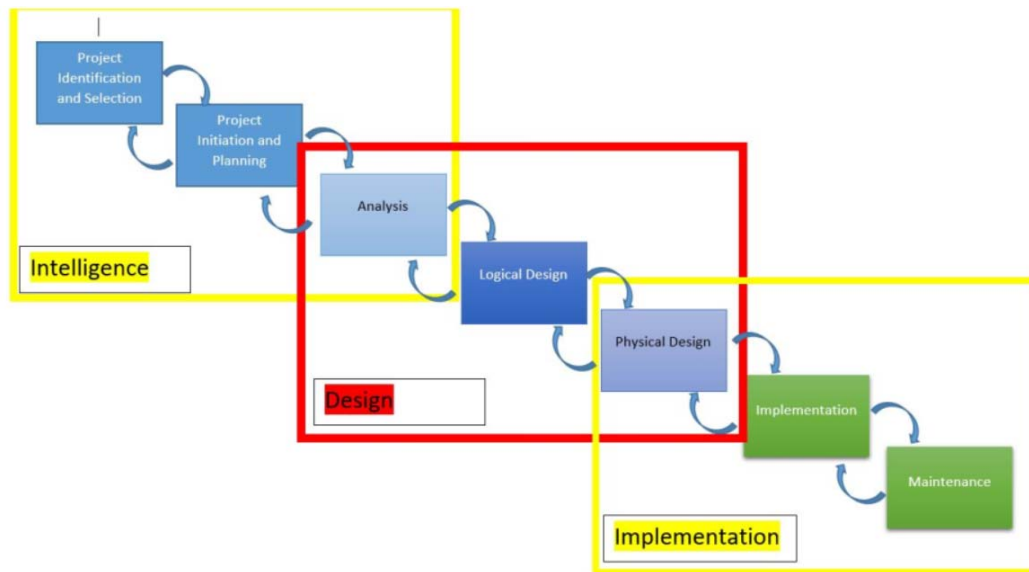 Project
Identification
and Selection
Project
Initiation and
Planning
Analysis
Intelligence
Logical Design
Physical Design
Design
Implementation
Maintenance
Implementation